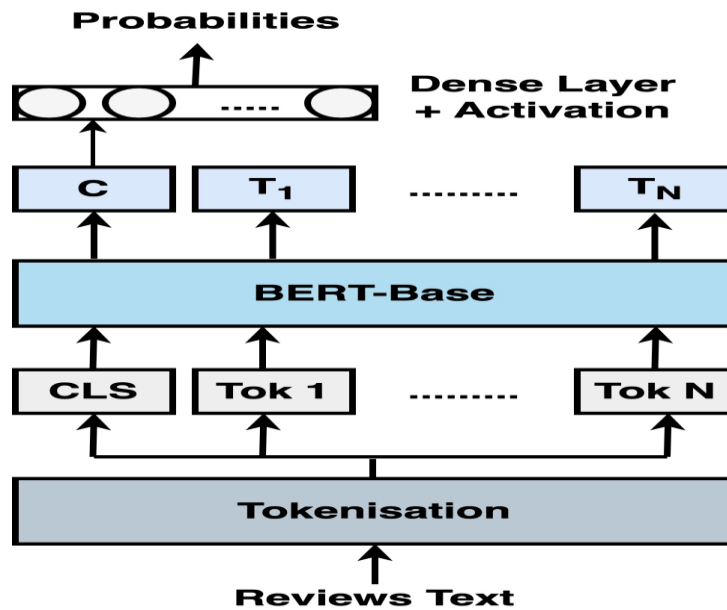 Probabilities
.....
Dense Layer
+ Activation
C
T1
.........
TN
BERT-Base
CLS
Tok 1
.........
Tok N
Tokenisation
Reviews Text